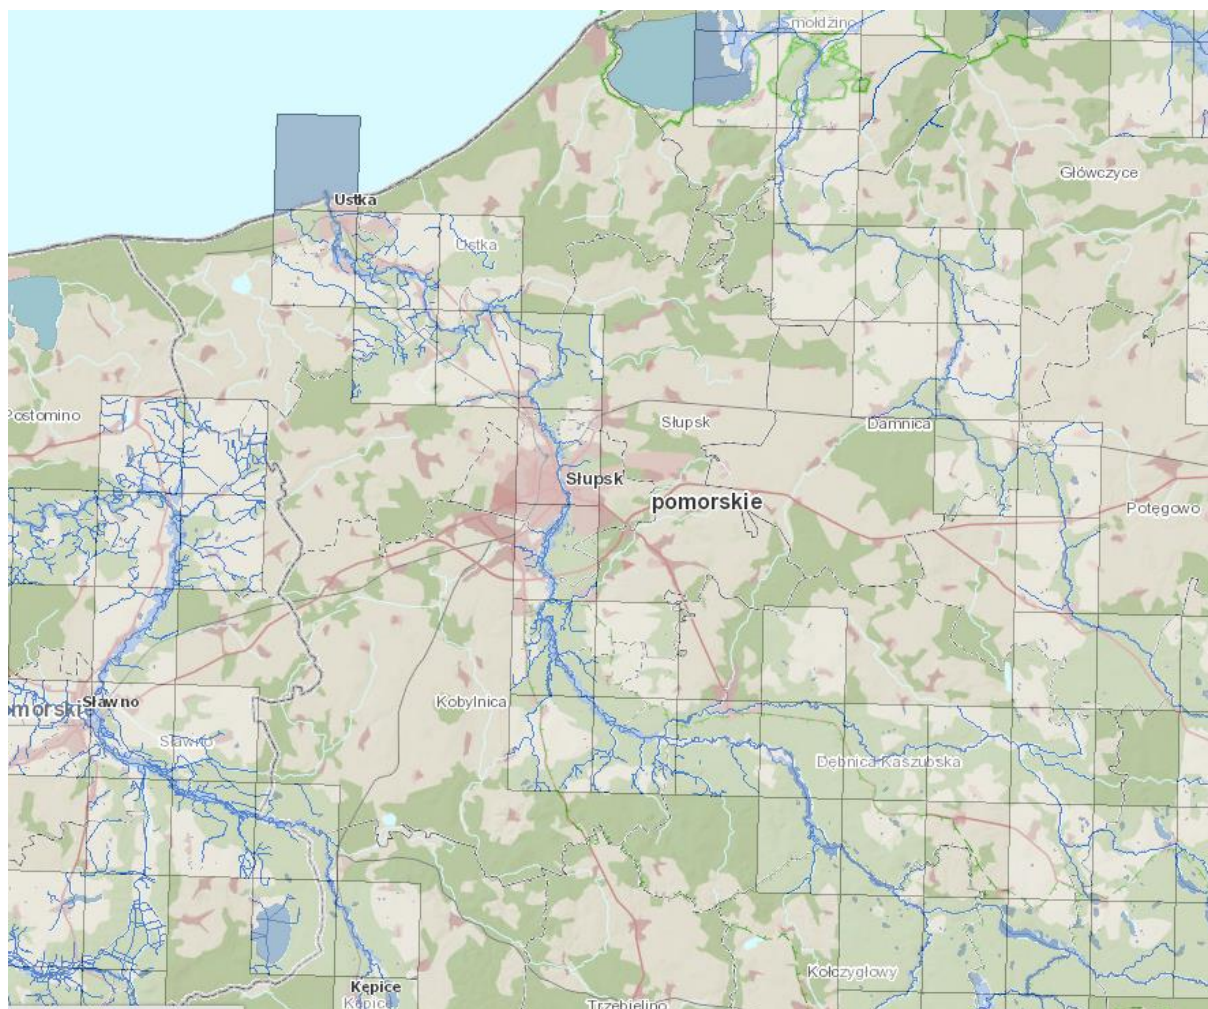 Smołdzino
Główczyce
Ustka
Ustka
Postomino
Słupsk
Damnica
Słupsk
pomorskie
Potęgowo
Kobylnica
Sławno
omorskie
Sławno
Dębnica Kaszubska
Kołczygłowy
Kępice
Kępice
Trzebielino